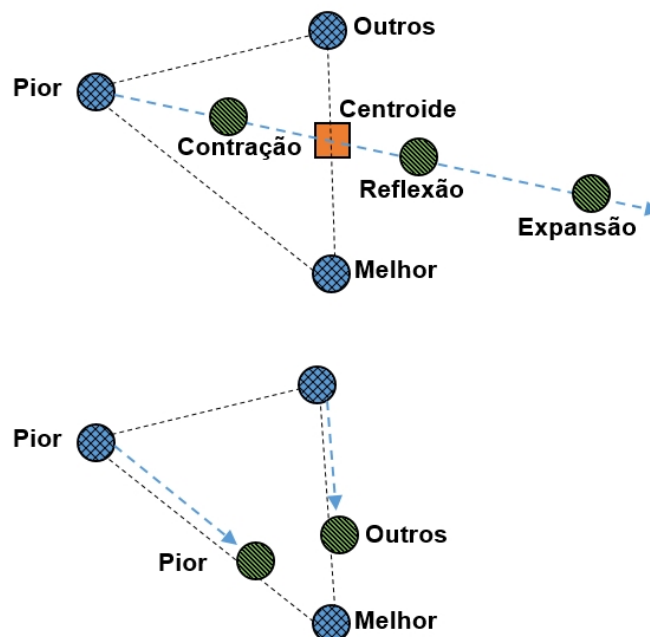 Outros
Pior
Centroide
Contração
Reflexão
Expansão
Melhor
Pior
Outros
Pior
Melhor